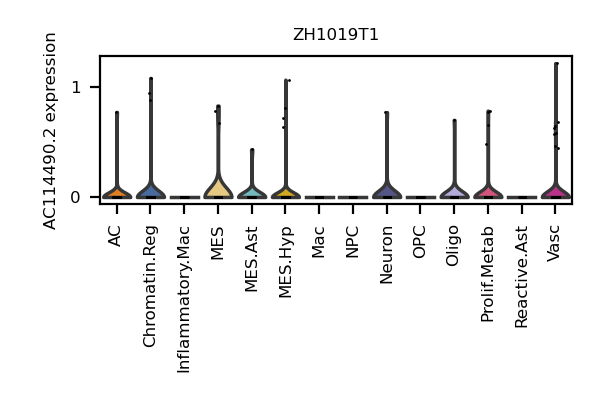 ZH1019T1
AC114490.2 expression
1
0
AC
Chromatin.Reg
Inflammatory.Mac
MES
MES.Ast
MES.Hyp
Mac
NPC
Neuron
OPC
Oligo
Prolif.Metab
Reactive.Ast
Vasc